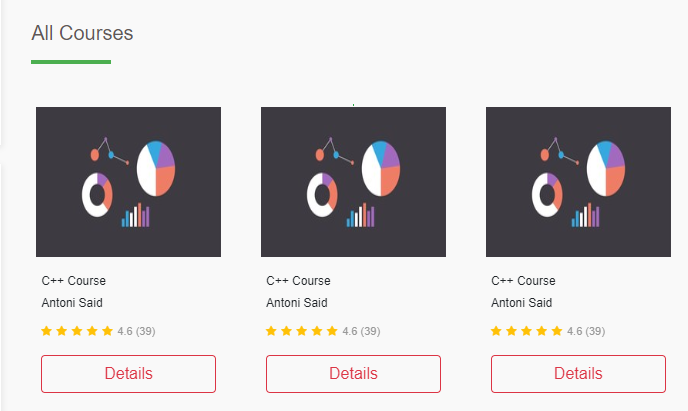 All Courses
C++ Course
Antoni Said
4.6 (39)
Details
C++ Course
Antoni Said
4.6 (39)
Details
C++ Course
Antoni Said
4.6 (39)
Details